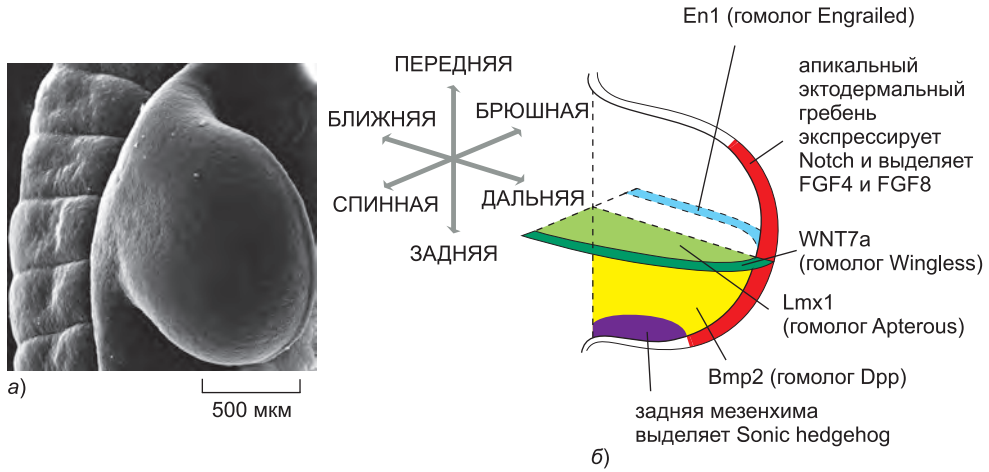 En1 (гомолог Engrailed)
ПЕРЕДНЯЯ
БЛИЖНЯЯ
БРЮШНАЯ
СПИННАЯ
ДАЛЬНЯЯ
ЗАДНЯЯ
апикальный
эктодермальный
гребень
экспрессирует
Notch и выделяет
FGF4 и FGF8
WNT7a
(гомолог Wingless)
Lmx1
(гомолог Apterous)
Bmp2 (гомолог Dpp)
задняя мезенхима
выделяет Sonic hedgehog
а)
500 мкм
б)